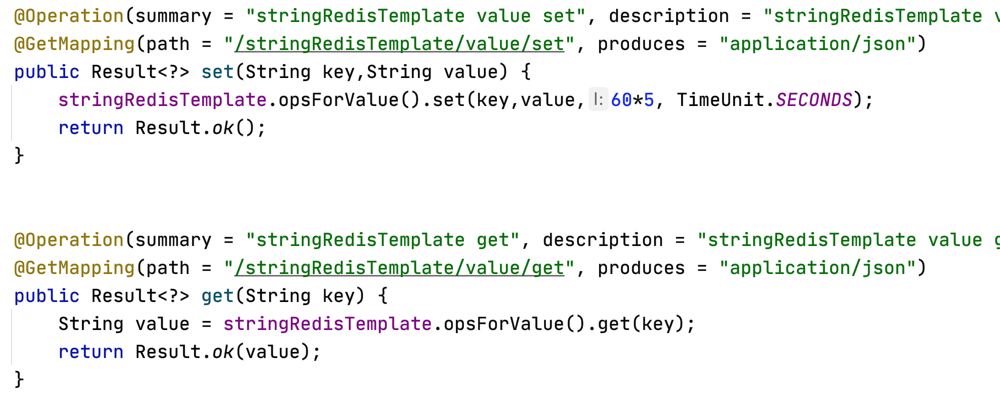 @Operation(summary = "stringRedisTemplate value set", description = "stringRedisTemplate
@GetMapping(path = "/stringRedisTemplate/value/set", produces = "application/json")
public Result<?> set(String key,String value) {
    stringRedisTemplate.opsForValue().set(key,value, l: 60*5, TimeUnit.SECONDS);
    return Result.ok();
}
@Operation(summary = "stringRedisTemplate get", description = "stringRedisTemplate value
@GetMapping(path = "/stringRedisTemplate/value/get", produces = "application/json")
public Result<?> get(String key) {
    String value = stringRedisTemplate.opsForValue().get(key);
    return Result.ok(value);
}